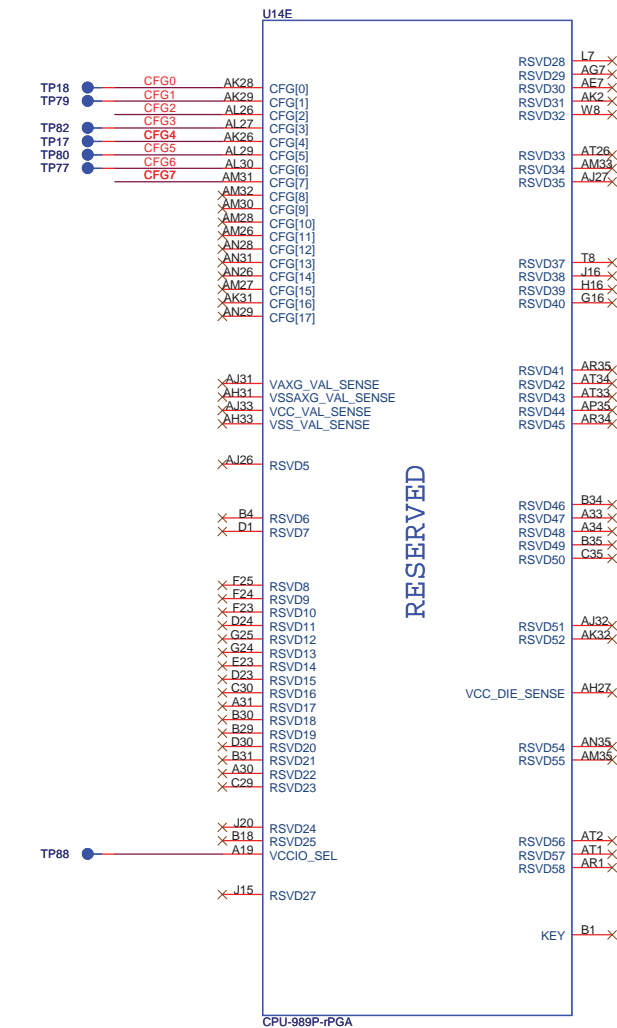 U14E
TP18 CFG0 AK28 CFG[0]
TP79 CFG1 AK29 CFG[1]
CFG2 AL26 CFG[2]
TP82 CFG3 AL27 CFG[3]
TP17 CFG4 AK26 CFG[4]
TP80 CFG5 AL29 CFG[5]
TP77 CFG6 AL30 CFG[6]
CFG7 AM31 CFG[7]
AM32 CFG[8]
AM30 CFG[9]
AM28 CFG[10]
AM26 CFG[11]
AN28 CFG[12]
AN31 CFG[13]
AN26 CFG[14]
AM27 CFG[15]
AK31 CFG[16]
AN29 CFG[17]
AJ31 VAXG_VAL_SENSE
AH31 VSSAXG_VAL_SENSE
AJ33 VCC_VAL_SENSE
AH33 VSS_VAL_SENSE
AJ26 RSVD5
B4 RSVD6
D1 RSVD7
F25 RSVD8
F24 RSVD9
F23 RSVD10
D24 RSVD11
G25 RSVD12
G24 RSVD13
E23 RSVD14
D23 RSVD15
C30 RSVD16
A31 RSVD17
B30 RSVD18
B29 RSVD19
D30 RSVD20
B31 RSVD21
A30 RSVD22
C29 RSVD23
J20 RSVD24
B18 RSVD25
TP88 A19 VCCIO_SEL
J15 RSVD27
RESERVED
RSVD28 L7
RSVD29 AG7
RSVD30 AE7
RSVD31 AK2
RSVD32 W8
RSVD33 AT26
RSVD34 AM33
RSVD35 AJ27
RSVD37 T8
RSVD38 J16
RSVD39 H16
RSVD40 G16
RSVD41 AR35
RSVD42 AT34
RSVD43 AT33
RSVD44 AP35
RSVD45 AR34
RSVD46 B34
RSVD47 A33
RSVD48 A34
RSVD49 B35
RSVD50 C35
RSVD51 AJ32
RSVD52 AK32
VCC_DIE_SENSE AH27
RSVD54 AN35
RSVD55 AM35
RSVD56 AT2
RSVD57 AT1
RSVD58 AR1
KEY B1
CPU-989P-rPGA